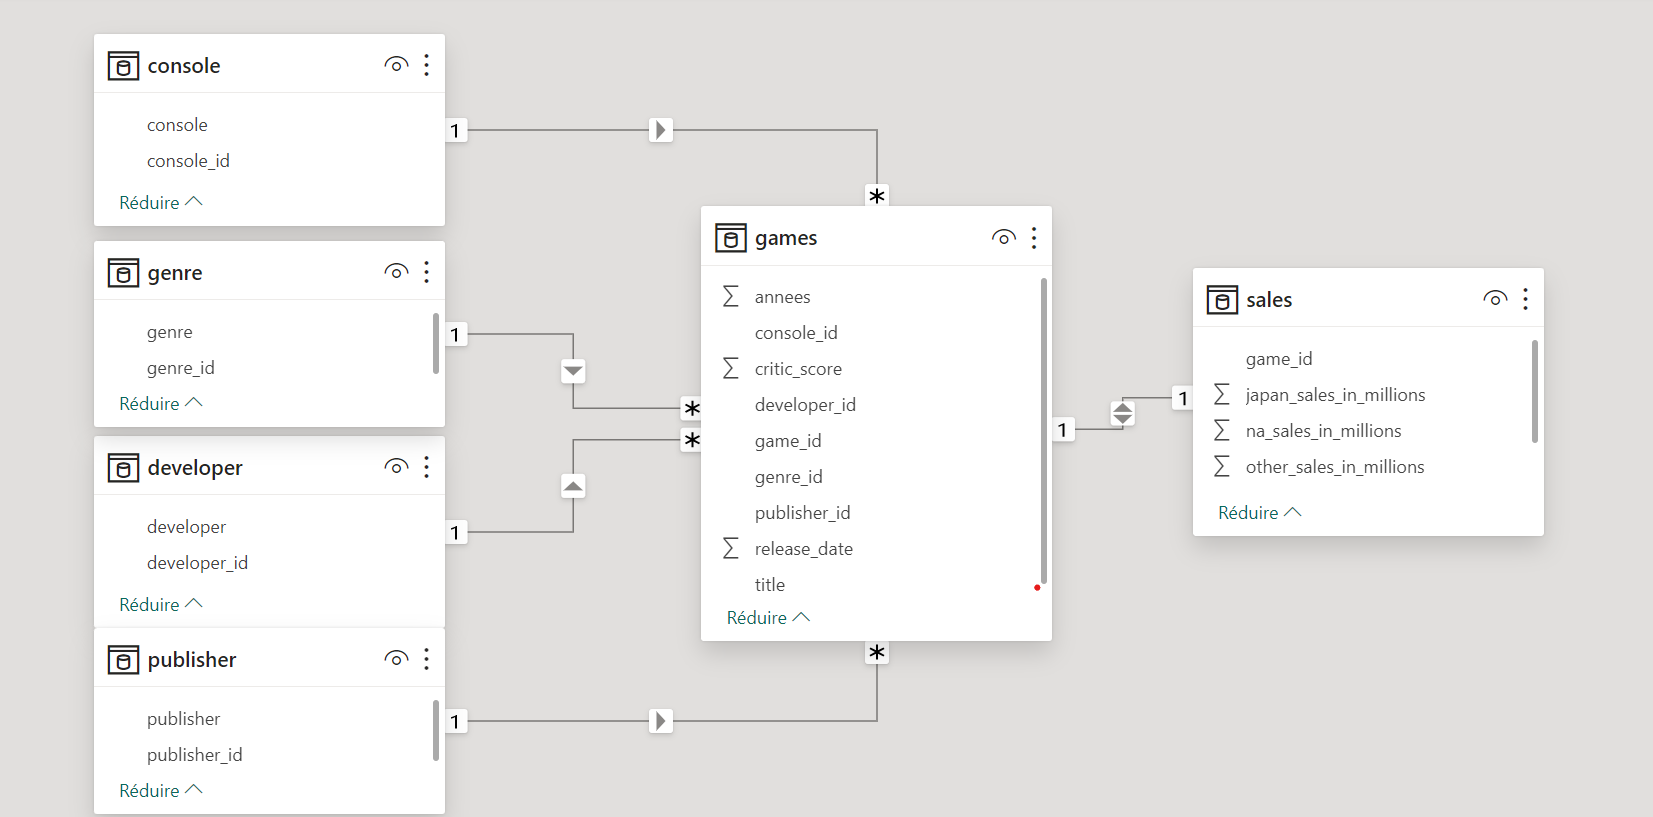 console
console
console_id
Réduire
1
*
genre
genre
genre_id
Réduire
1
*
developer
developer
developer_id
Réduire
1
*
publisher
publisher
publisher_id
Réduire
1
*
games
∑ annees
console_id
∑ critic_score
developer_id
game_id
genre_id
publisher_id
∑ release_date
title
Réduire
1
1
sales
game_id
∑ japan_sales_in_millions
∑ na_sales_in_millions
∑ other_sales_in_millions
Réduire